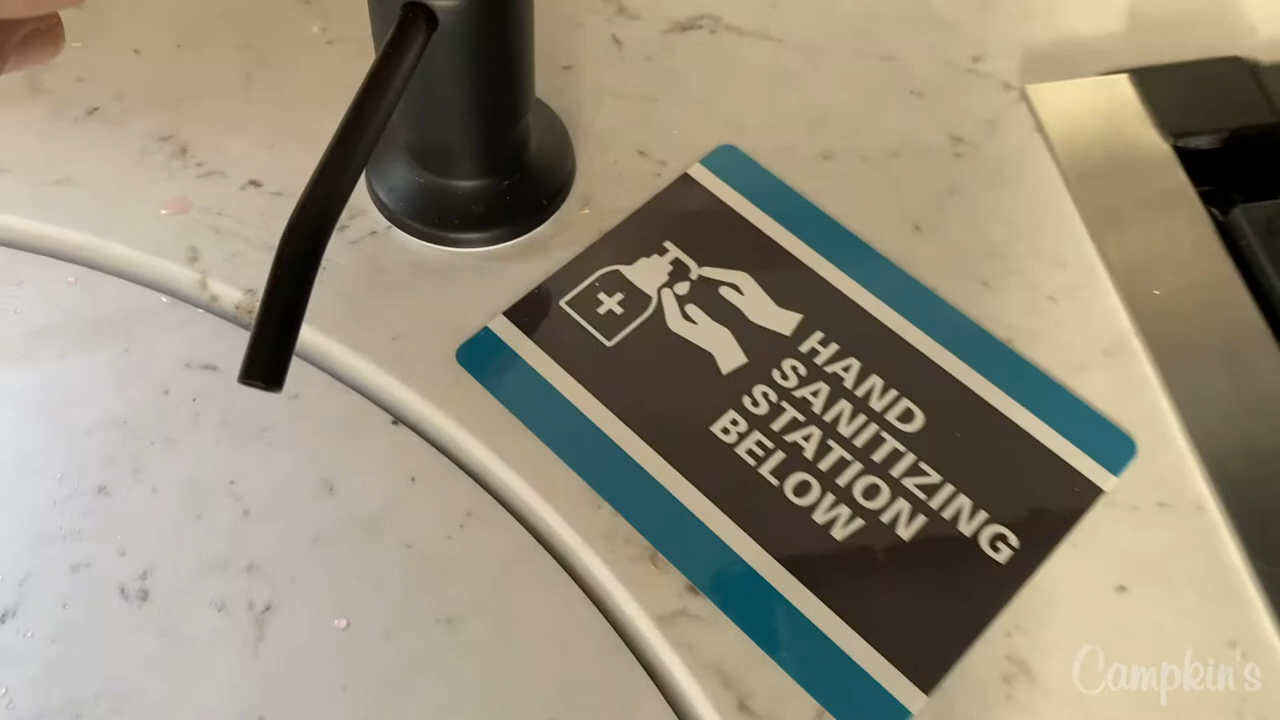 HAND
SANITIZING
STATION
BELOW
Campkin's